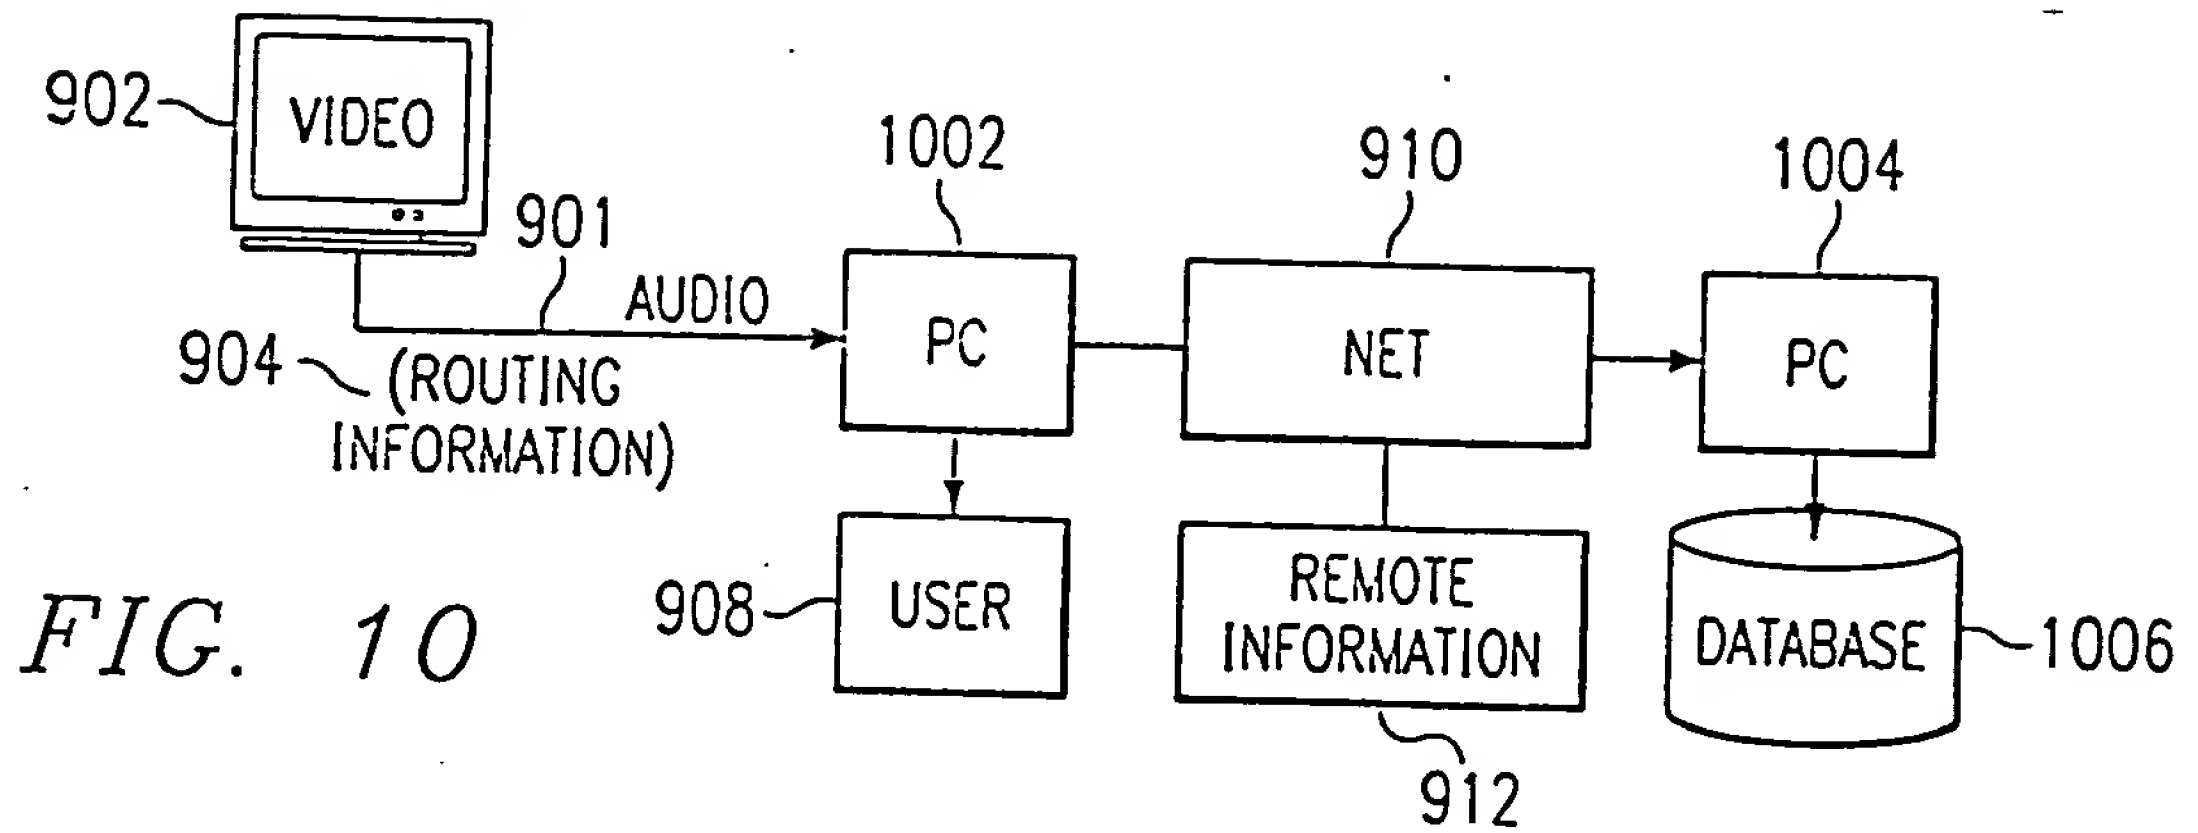 902
VIDEO
901
AUDIO
904
(ROUTING
INFORMATION)
1002
PC
910
NET
1004
PC
908
USER
REMOTE
INFORMATION
912
DATABASE
1006
FIG. 10